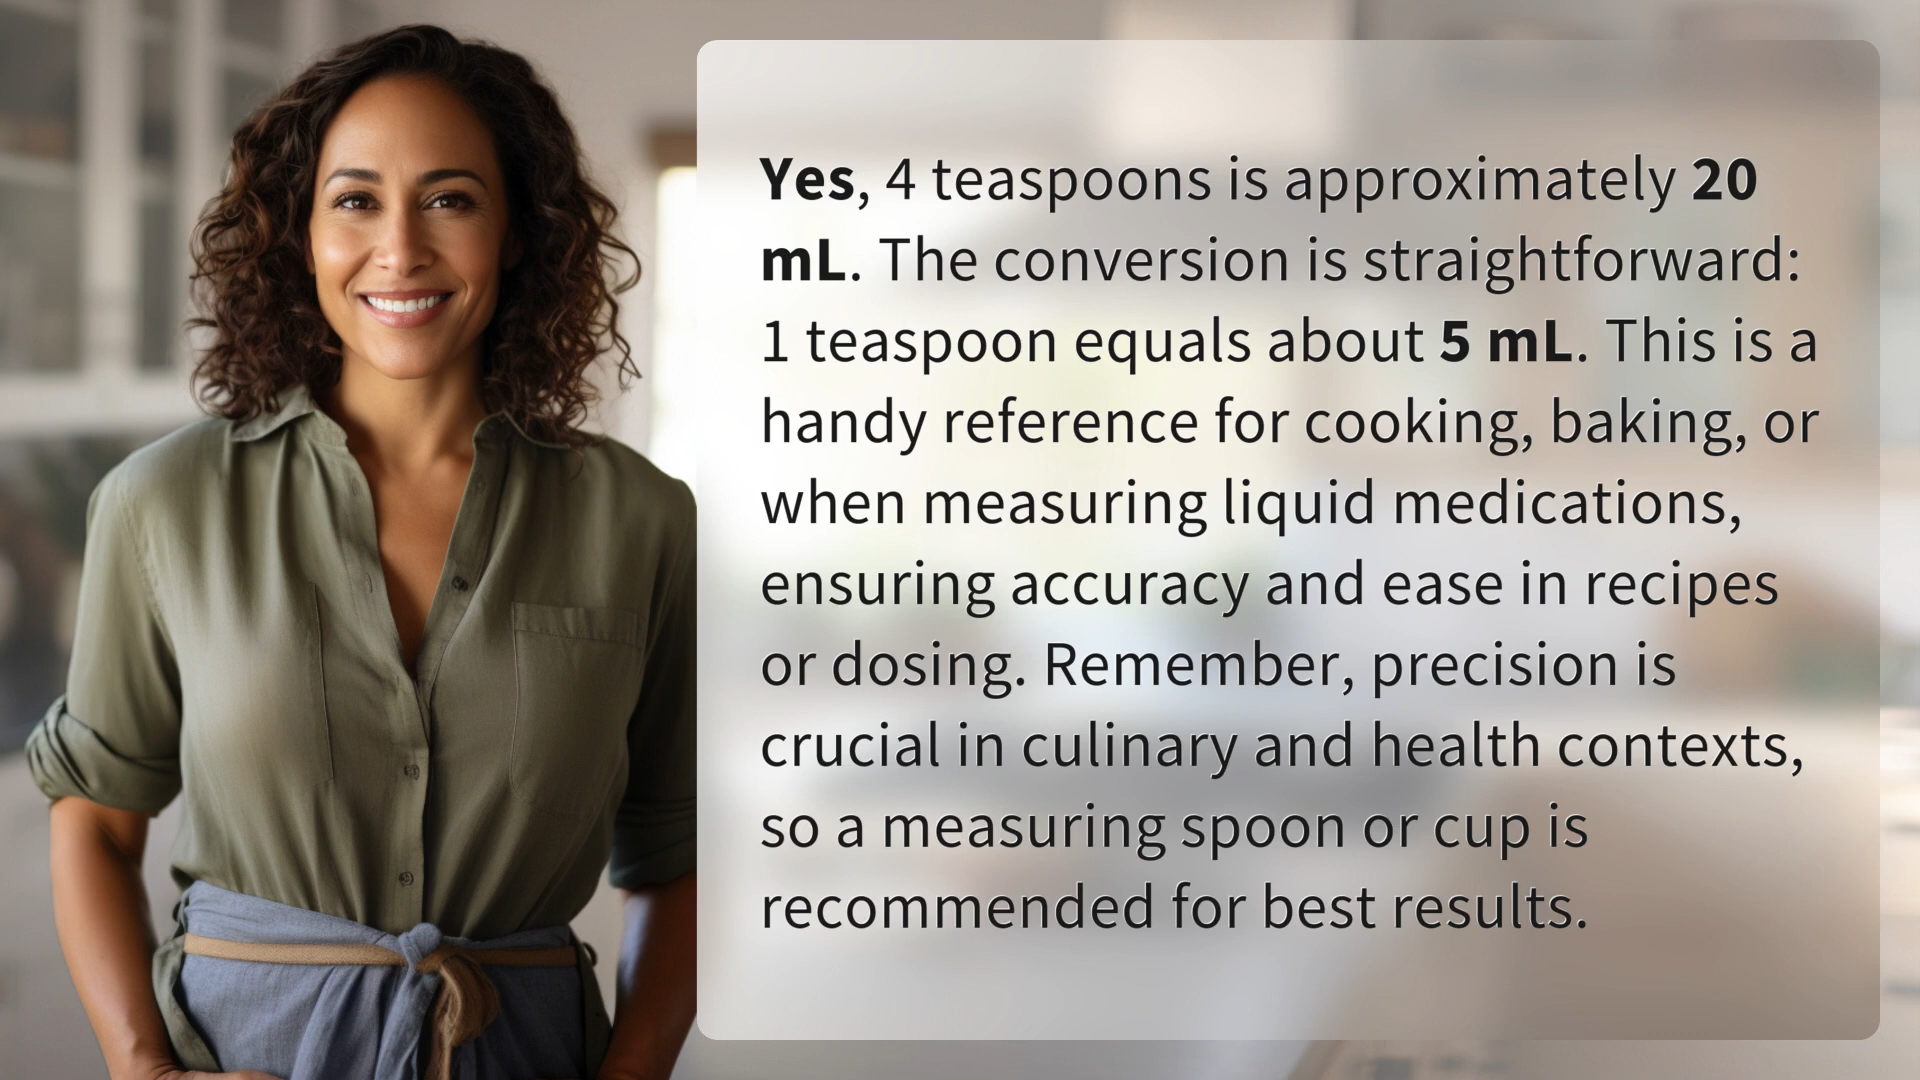 Yes, 4 teaspoons is approximately 20
mL. The conversion is straightforward:
1 teaspoon equals about 5 mL. This is a
handy reference for cooking, baking, or
when measuring liquid medications,
ensuring accuracy and ease in recipes
or dosing. Remember, precision is
crucial in culinary and health contexts,
so a measuring spoon or cup is
recommended for best results.